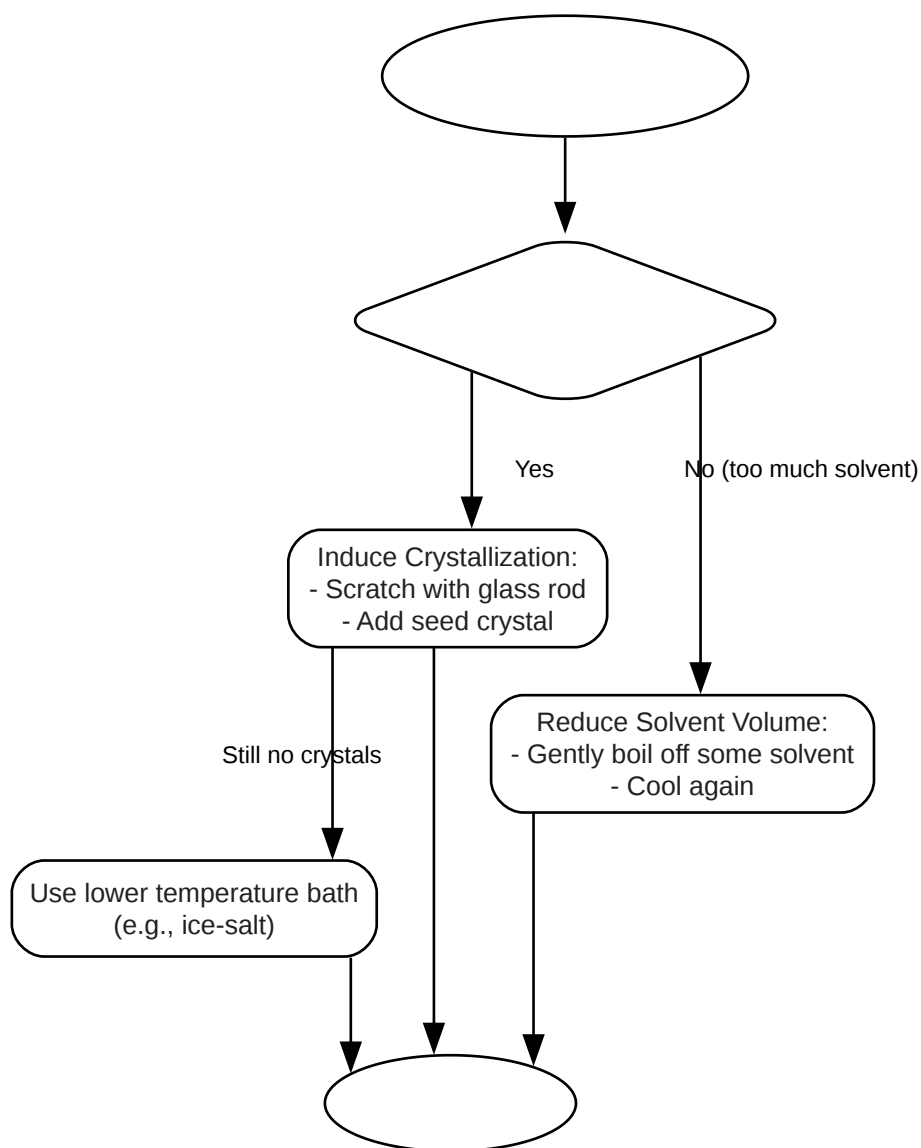 Yes
No (too much solvent)
Induce Crystallization:
- Scratch with glass rod
- Add seed crystal
Reduce Solvent Volume:
- Gently boil off some solvent
- Cool again
Still no crystals
Use lower temperature bath
(e.g., ice-salt)